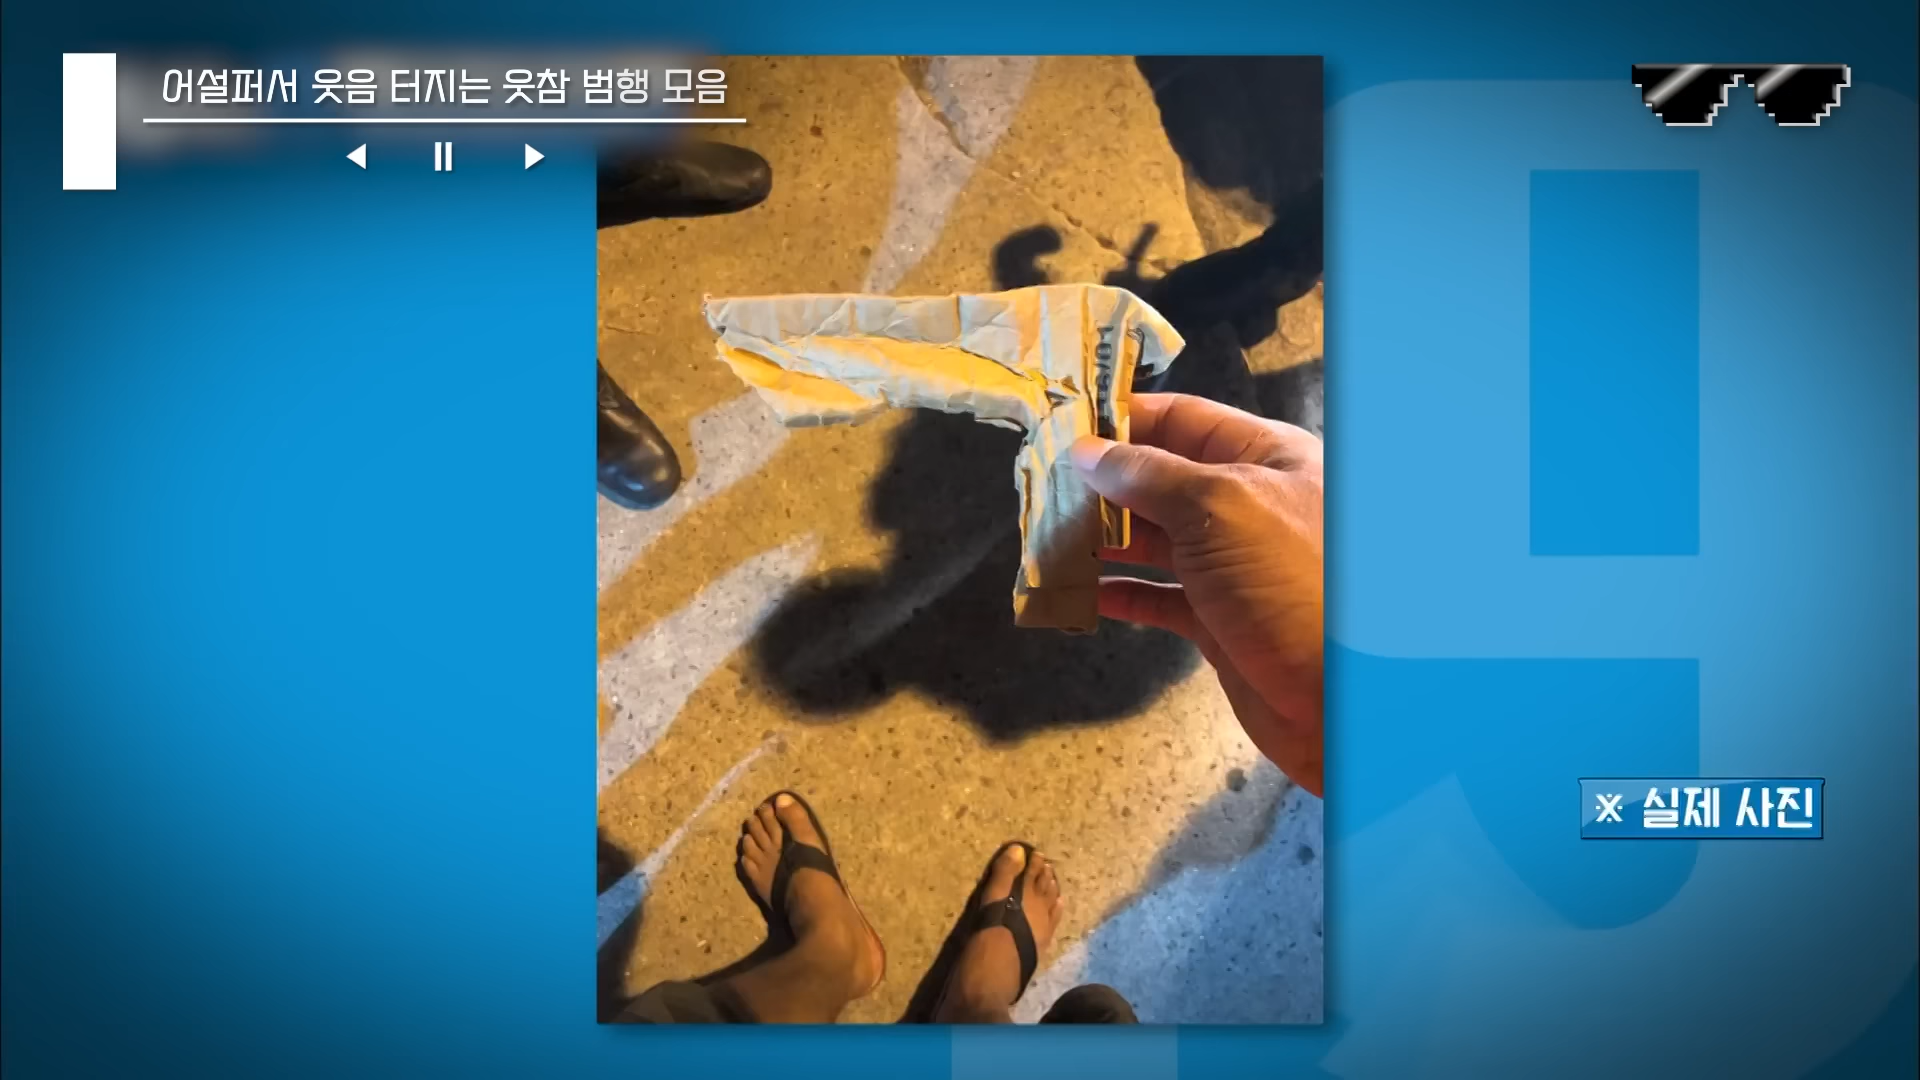 어설퍼서 웃음 터지는 웃참 범행 모음
※ 실제 사진